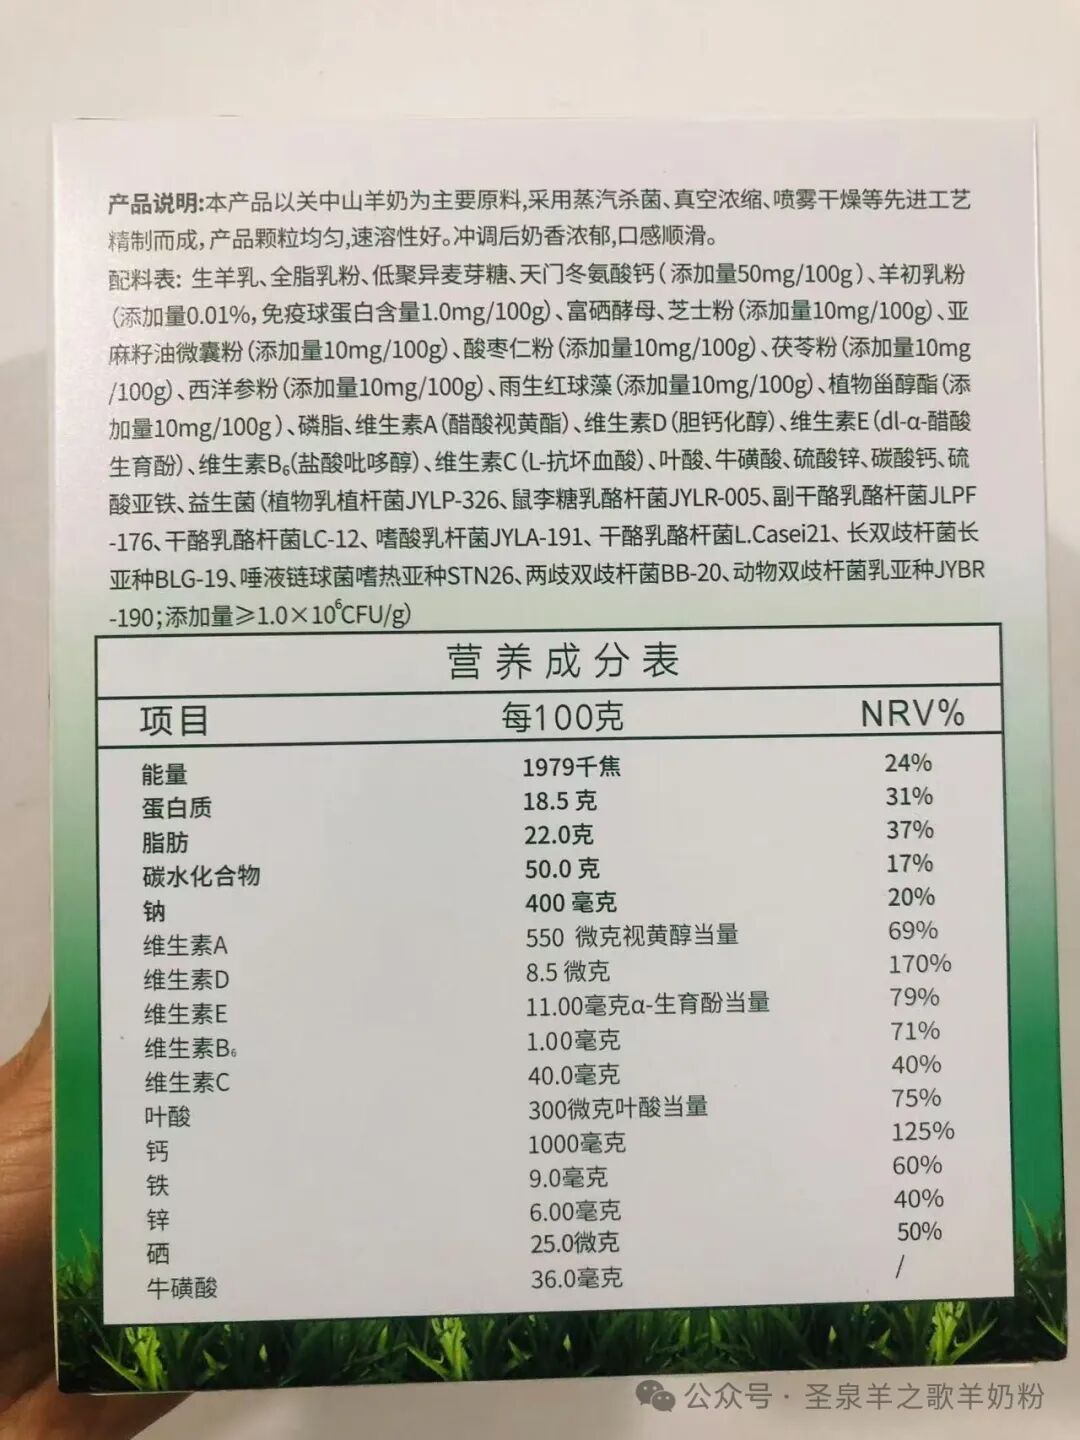 产品说明:本产品以关中山羊奶为主要原料,采用蒸汽杀菌、真空浓缩、喷雾干燥等先进工艺
精制而成，产品颗粒均匀,速溶性好。冲调后奶香浓郁,口感顺滑。
配料表: 生羊乳、全脂乳粉、低聚异麦芽糖、天门冬氨酸钙(添加量50mg/100g)、羊初乳粉
(添加量0.01%,免疫球蛋白含量1.0mg/100g)、富硒酵母、芝士粉(添加量10mg/100g)、亚
麻籽油微囊粉(添加量10mg/100g)、酸枣仁粉(添加量10mg/100g)、茯苓粉(添加量10mg
/100g)、西洋参粉(添加量10mg/100g)、雨生红球藻(添加量10mg/100g)、植物甾醇酯(添
加量10mg/100g)、磷脂、维生素A(醋酸视黄酯)、维生素D(胆钙化醇)、维生素E(dl-α-醋酸
生育酚)、维生素B₆(盐酸吡哆醇)、维生素C(L-抗坏血酸)、叶酸、牛磺酸、硫酸锌、碳酸钙、硫
酸亚铁、益生菌(植物乳植杆菌JYLP-326、鼠李糖乳酪杆菌JYLR-005、副干酪乳酪杆菌JLPF
-176、干酪乳酪杆菌LC-12、嗜酸乳杆菌JYLA-191、干酪乳酪杆菌L.Casei21、长双歧杆菌长
亚种BLG-19、唾液链球菌嗜热亚种STN26、两歧双歧杆菌BB-20、动物双歧杆菌乳亚种JYBR
-190;添加量≥1.0×10⁶CFU/g)
营养成分表
项目 每100克 NRV%
能量 1979千焦 24%
蛋白质 18.5 克 31%
脂肪 22.0克 37%
碳水化合物 50.0 克 17%
钠 400 毫克 20%
维生素A 550 微克视黄醇当量 69%
维生素D 8.5 微克 170%
维生素E 11.00毫克α-生育酚当量 79%
维生素B₆ 1.00毫克 71%
维生素C 40.0毫克 40%
叶酸 300微克叶酸当量 75%
钙 1000毫克 125%
铁 9.0毫克 60%
锌 6.00毫克 40%
硒 25.0微克 50%
牛磺酸 36.0毫克 /
公众号·圣泉羊之歌羊奶粉